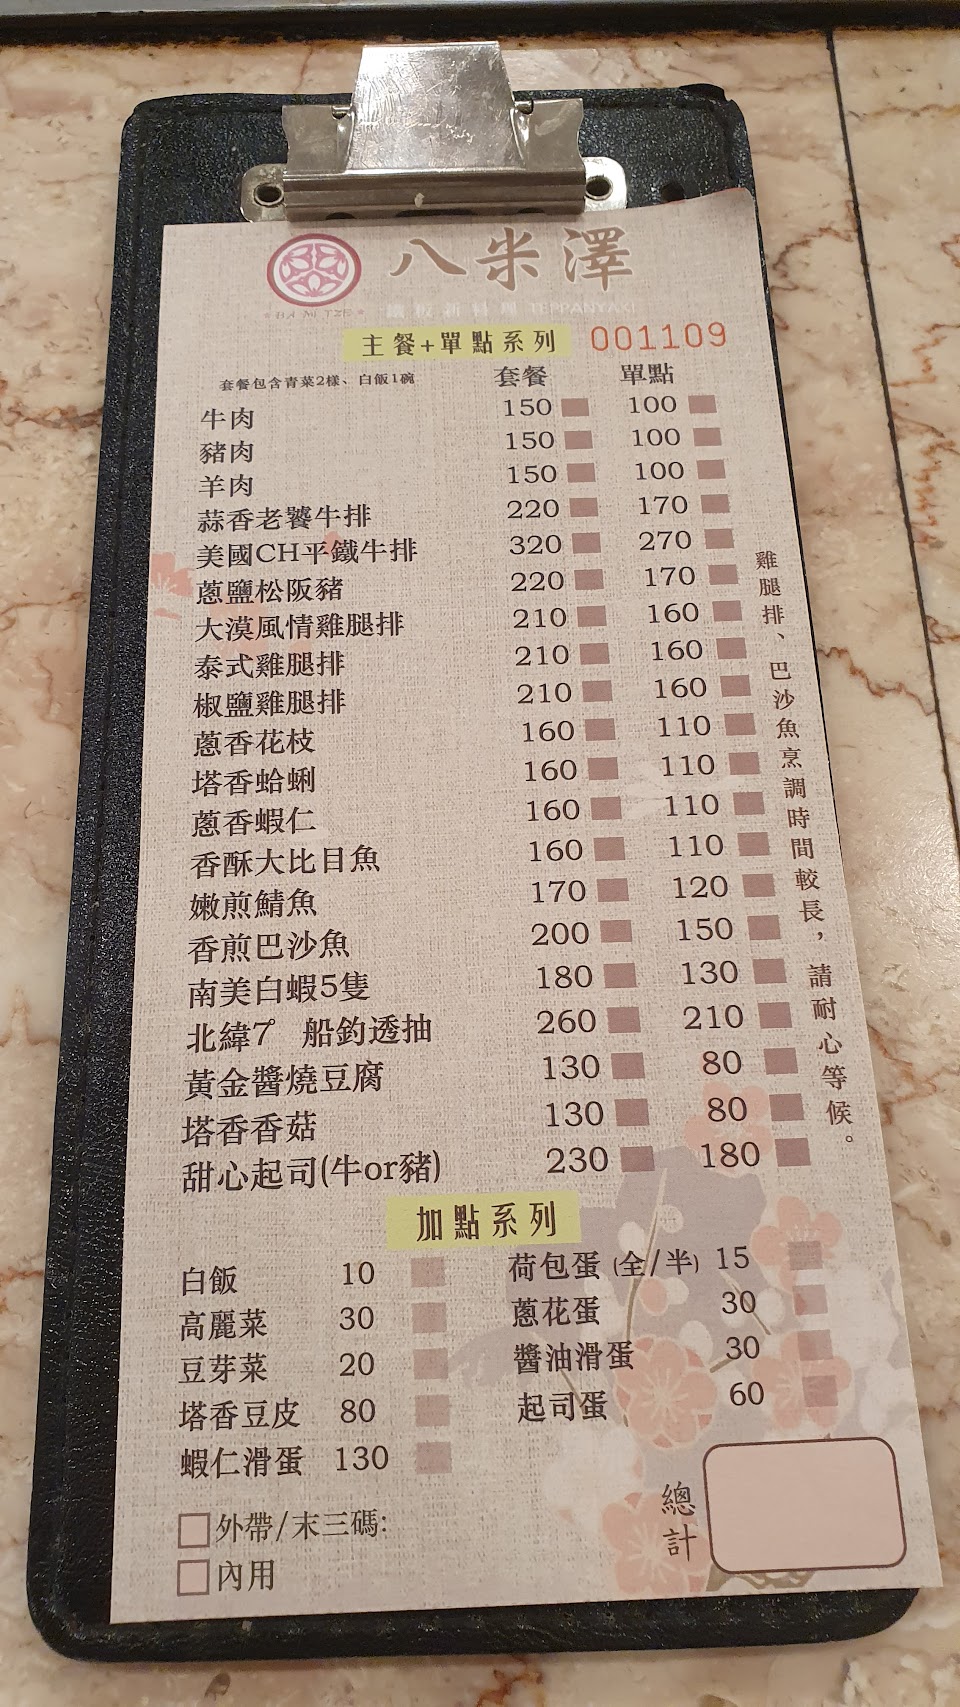 八米澤
BA MI TZE
鐵板新料理 TEPPANYAKI
主餐+單點系列 001109
套餐包含青菜2樣、白飯1碗 套餐 單點
牛肉 150 100
豬肉 150 100
羊肉 150 100
蒜香老饕牛排 220 170
美國CH平鐵牛排 320 270
蔥鹽松阪豬 220 170
大漠風情雞腿排 210 160
泰式雞腿排 210 160
椒鹽雞腿排 210 160
蔥香花枝 160 110
塔香蛤蜊 160 110
蔥香蝦仁 160 110
香酥大比目魚 160 110
嫩煎鯖魚 170 120
香煎巴沙魚 200 150
南美白蝦5隻 180 130
北緯7° 船釣透抽 260 210
黃金醬燒豆腐 130 80
塔香香菇 130 80
甜心起司(牛or豬) 230 180
雞腿排、巴沙魚烹調時間較長，請耐心等候。
加點系列
白飯 10 荷包蛋 (全/半) 15
高麗菜 30 蔥花蛋 30
豆芽菜 20 醬油滑蛋 30
塔香豆皮 80 起司蛋 60
蝦仁滑蛋 130
外帶/末三碼:
內用
總計